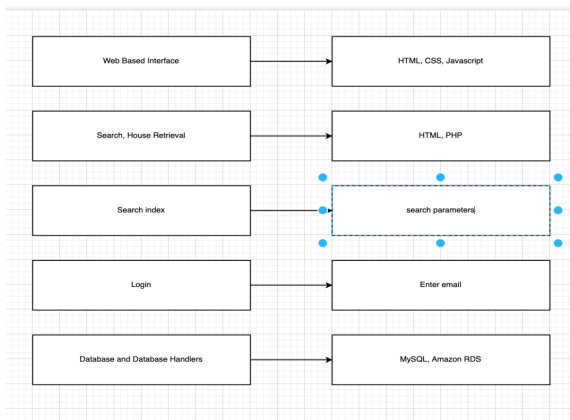 Web Based Interface
HTML, CSS, Javascript
Search, House Retrieval
HTML, PHP
Search index
search parameters
Login
Enter email
Database and Database Handlers
MySQL, Amazon RDS